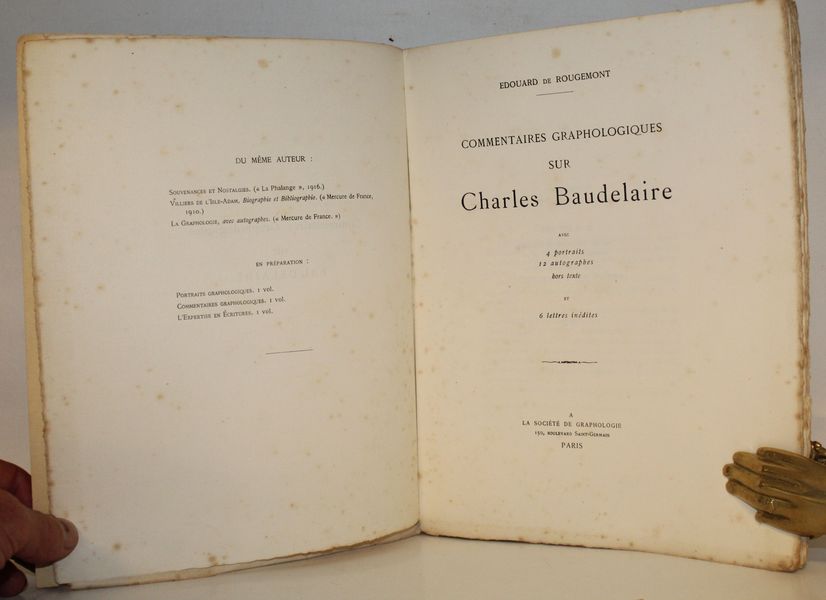 DU MÊME AUTEUR :
SOUVENANCES ET NOSTALGIES. (« La Phalange », 1916.)
VILLIERS DE L'ISLE-ADAM, Biographie et Bibliographie. (« Mercure de France,
1910.)
LA GRAPHOLOGIE, avec autographes. (« Mercure de France. »)
EN PRÉPARATION :
PORTRAITS GRAPHOLOGIQUES. 1 vol.
COMMENTAIRES GRAPHOLOGIQUES. 1 vol.
L'EXPERTISE EN ÉCRITURES. 1 vol.
EDOUARD DE ROUGEMONT
COMMENTAIRES GRAPHOLOGIQUES
SUR
Charles Baudelaire
AVEC
4 portraits
12 autographes
hors texte
ET
6 lettres inédites
A
LA SOCIÉTÉ DE GRAPHOLOGIE
150, BOULEVARD SAINT-GERMAIN
PARIS